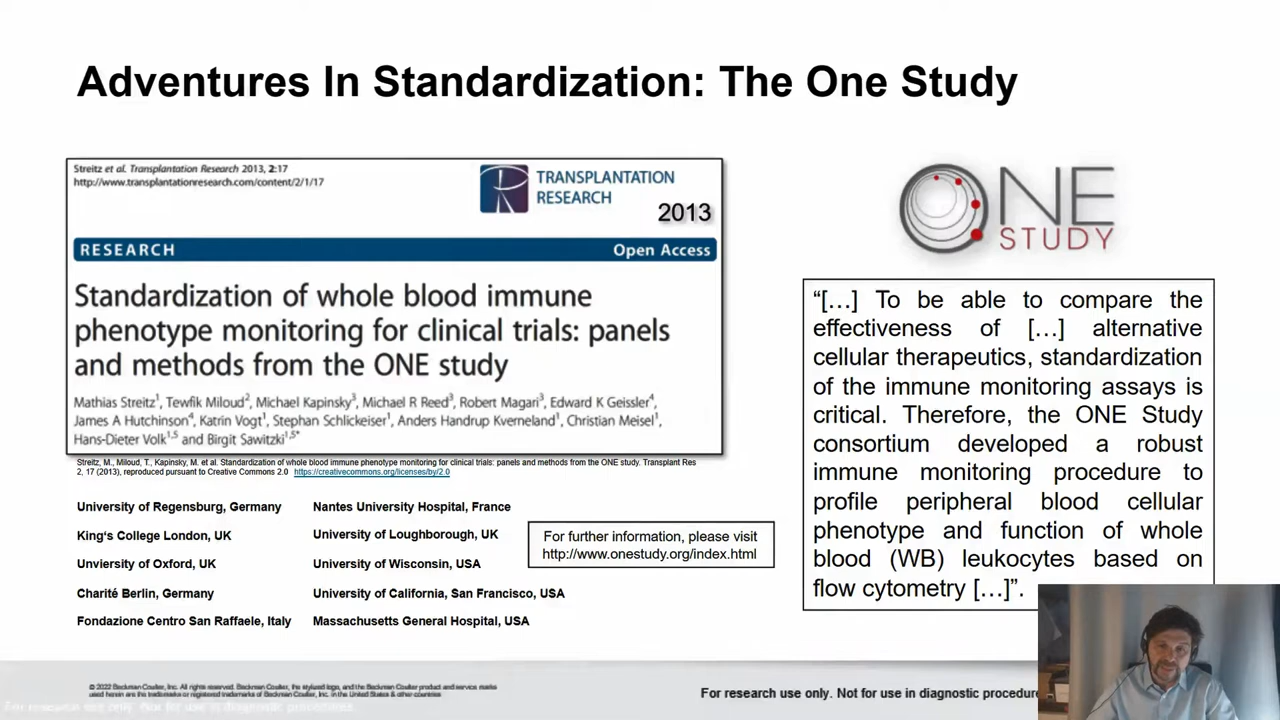 Adventures In Standardization: The One Study
Streitz et al. Transplantation Research 2013, 2:17
http://www.transplantationresearch.com/content/2/1/17
TRANSPLANTATION
RESEARCH
2013
RESEARCH
Open Access
Standardization of whole blood immune
phenotype monitoring for clinical trials: panels
and methods from the ONE study
Mathias Streitz1, Tewfik Miloud2, Michael Kapinsky3, Michael R Reed3, Robert Magari3, Edward K Geissler4,
James A Hutchinson4, Katrin Vogt1, Stephan Schlickeiser1, Anders Handrup Kverneland1, Christian Meisel1,
Hans-Dieter Volk1,5 and Birgit Sawitzki1,5*
Streitz, M., Miloud, T., Kapinsky, M. et al. Standardization of whole blood immune phenotype monitoring for clinical trials: panels and methods from the ONE study. Transplant Res
2, 17 (2013), reproduced pursuant to Creative Commons 2.0 https://creativecommons.org/licenses/by/2.0
University of Regensburg, Germany
King's College London, UK
Unviersity of Oxford, UK
Charité Berlin, Germany
Fondazione Centro San Raffaele, Italy
Nantes University Hospital, France
University of Loughborough, UK
University of Wisconsin, USA
University of California, San Francisco, USA
Massachusetts General Hospital, USA
For further information, please visit
http://www.onestudy.org/index.html
ONE
STUDY
“[…] To be able to compare the
effectiveness of […] alternative
cellular therapeutics, standardization
of the immune monitoring assays is
critical. Therefore, the ONE Study
consortium developed a robust
immune monitoring procedure to
profile peripheral blood cellular
phenotype and function of whole
blood (WB) leukocytes based on
flow cytometry […]”.
© 2022 Beckman Coulter, Inc. All rights reserved. Beckman Coulter, the stylized logo, and the Beckman Coulter product and service marks
used herein are the trademarks or registered trademarks of Beckman Coulter, Inc. in the United States & other countries
For research use only. Not for use in diagnostic procedure
For research use only. Not for use in diagnostic procedures.